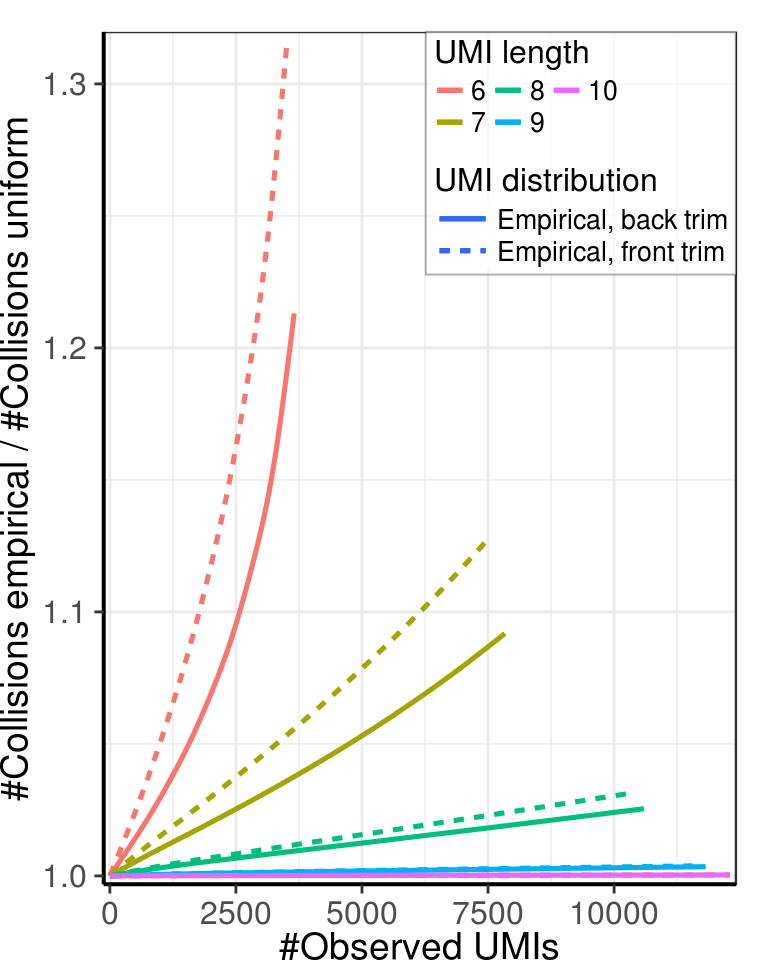 #Collisions empirical / #Collisions uniform
1.3
1.2
1.1
1.0
UMI length
6 8 10
7 9
UMI distribution
Empirical, back trim
Empirical, front trim
0 2500 5000 7500 10000
#Observed UMIs